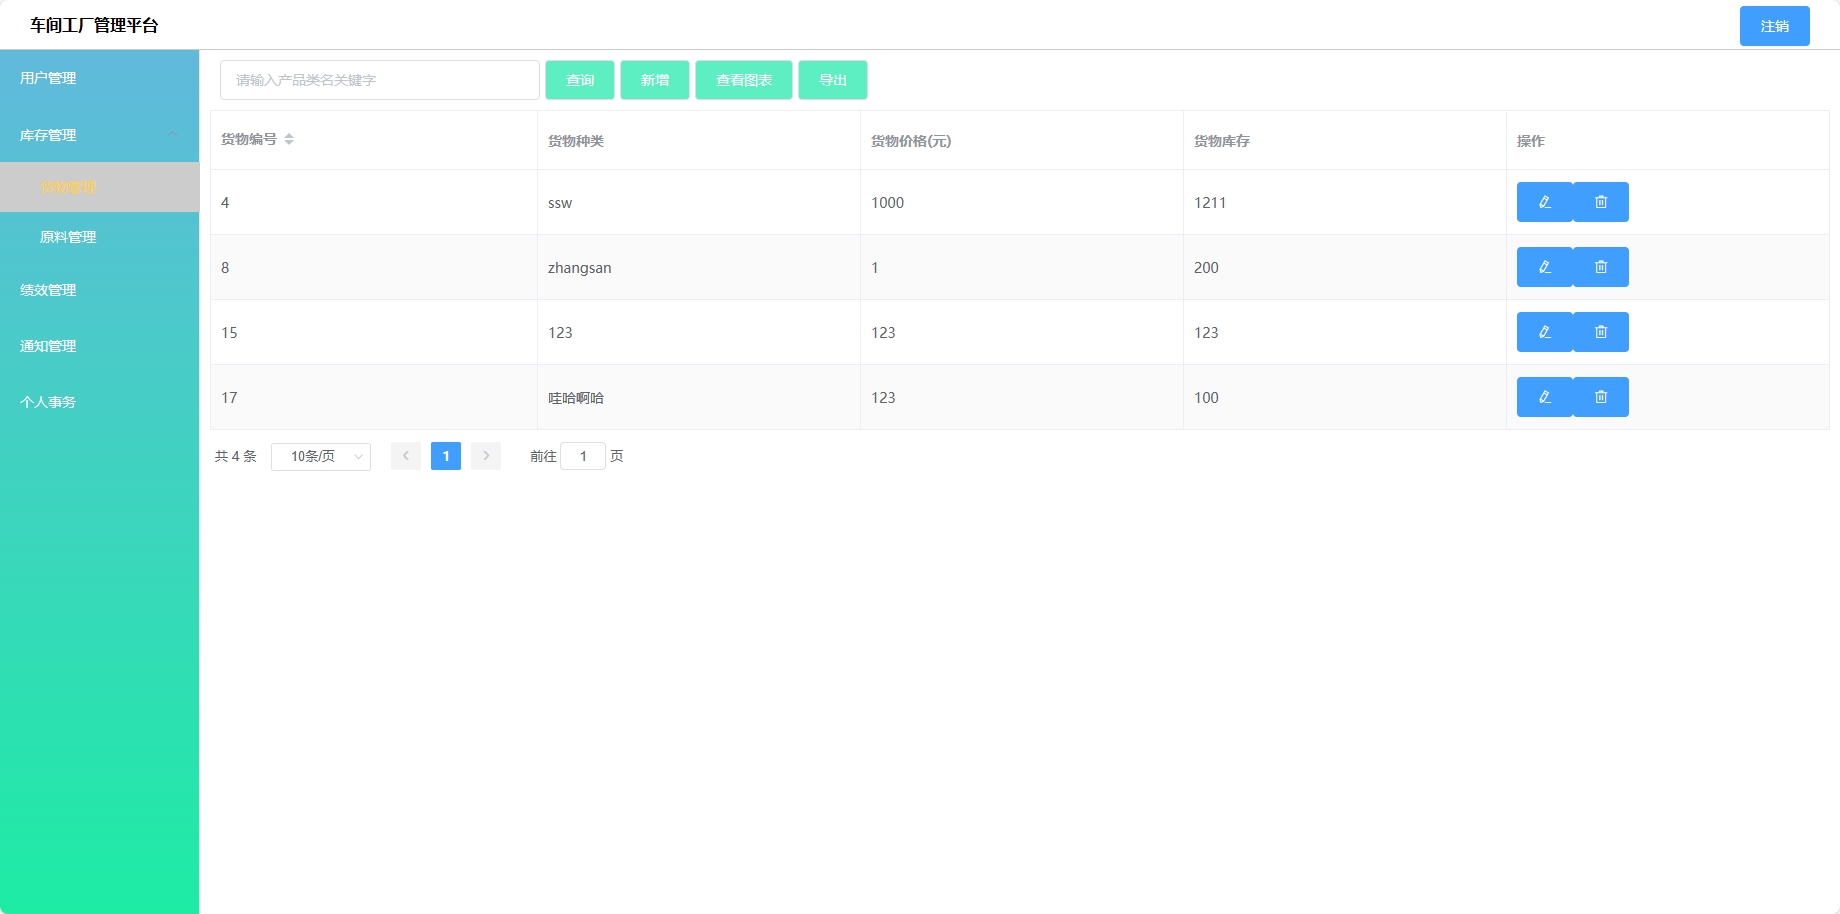 车间工厂管理平台
注销
用户管理
库存管理
货物管理
原料管理
绩效管理
通知管理
个人事务
请输入产品类名关键字 查询 新增 查看图表 导出
货物编号 货物种类 货物价格(元) 货物库存 操作
4 ssw 1000 1211
8 zhangsan 1 200
15 123 123 123
17 哇哈啊哈 123 100
共 4 条 10条/页 1 前往 1 页